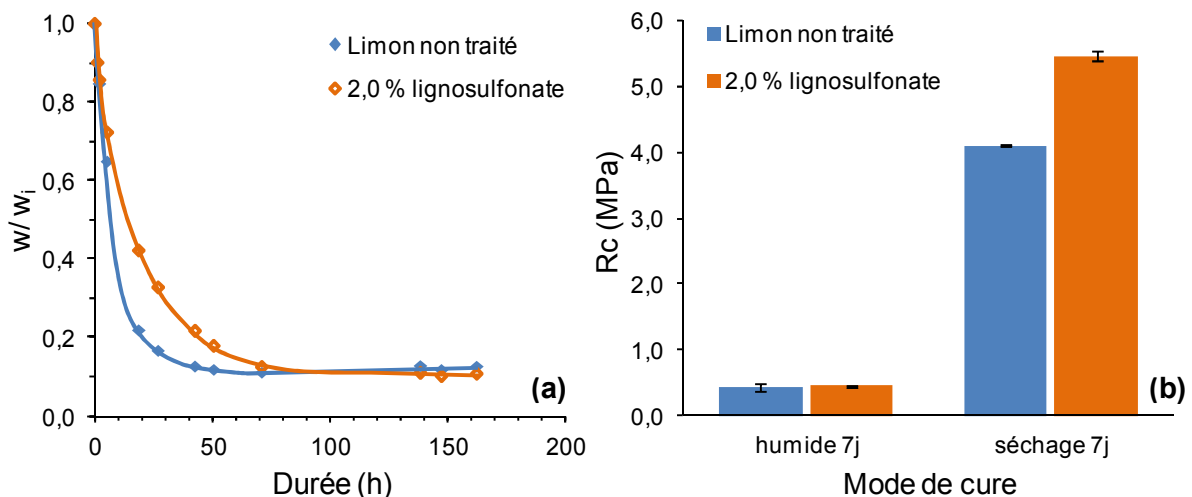 1,0
0,8
0,6
0,4
0,2
0,0
w/ wi
0
50
100
150
200
Durée (h)
Limon non traité
2,0 % lignosulfonate
(a)
6,0
5,0
4,0
3,0
2,0
1,0
0,0
Rc (MPa)
Limon non traité
2,0 % lignosulfonate
humide 7j
séchage 7j
Mode de cure
(b)